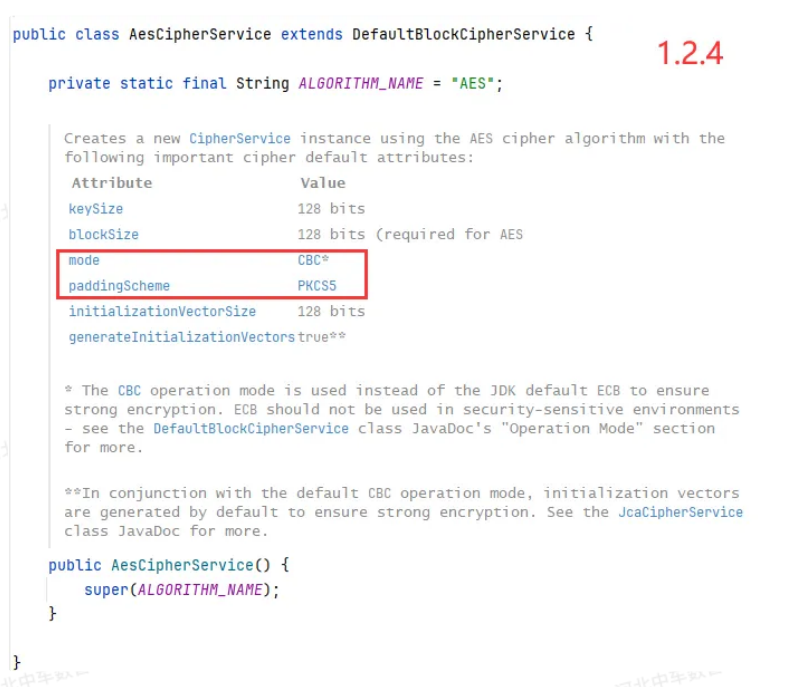 public class AesCipherService extends DefaultBlockCipherService {
1.2.4
private static final String ALGORITHM_NAME = "AES";
Creates a new CipherService instance using the AES cipher algorithm with the
following important cipher default attributes:
Attribute Value
keySize 128 bits
blockSize 128 bits (required for AES
mode CBC*
paddingScheme PKCS5
initializationVectorSize 128 bits
generateInitializationVectors true**
* The CBC operation mode is used instead of the JDK default ECB to ensure
strong encryption. ECB should not be used in security-sensitive environments
– see the DefaultBlockCipherService class JavaDoc's "Operation Mode" section
for more.
**In conjunction with the default CBC operation mode, initialization vectors
are generated by default to ensure strong encryption. See the JcaCipherService
class JavaDoc for more.
public AesCipherService() {
super(ALGORITHM_NAME);
}
}